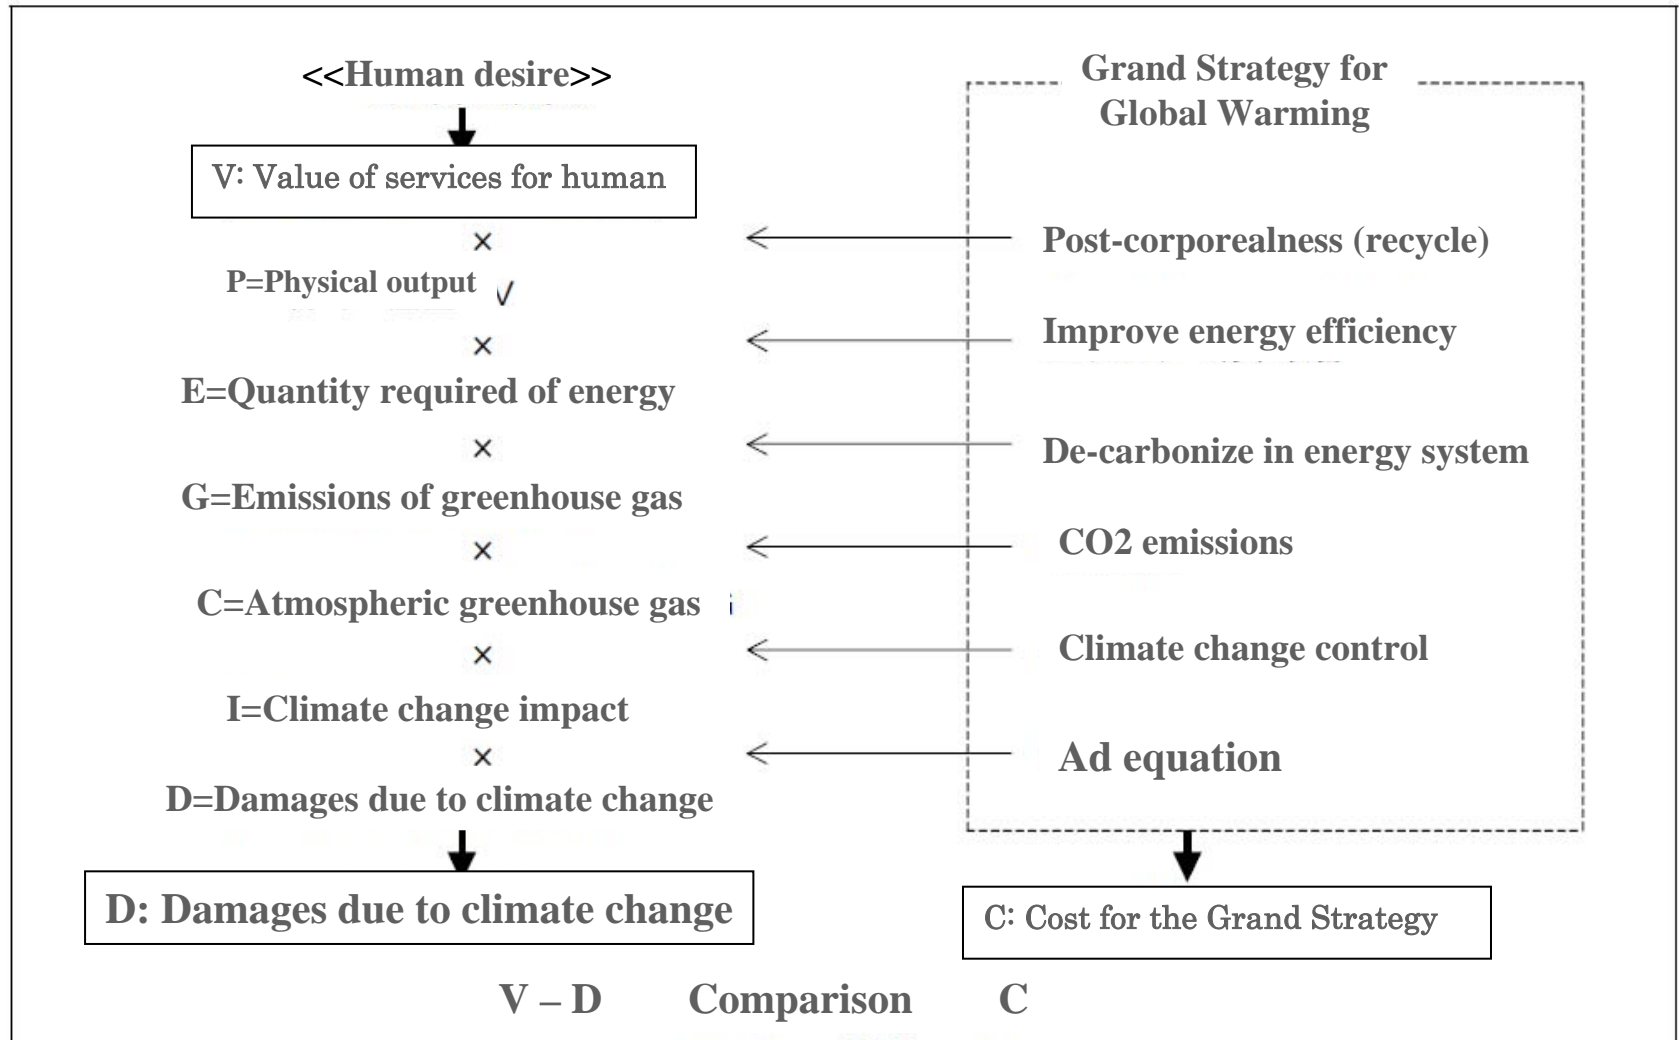 <<Human desire>>
Grand Strategy for
Global Warming
V: Value of services for human
×
Post-corporealness (recycle)
P=Physical output
×
Improve energy efficiency
E=Quantity required of energy
×
De-carbonize in energy system
G=Emissions of greenhouse gas
×
CO2 emissions
C=Atmospheric greenhouse gas
×
Climate change control
I=Climate change impact
×
Ad equation
D=Damages due to climate change
D: Damages due to climate change
C: Cost for the Grand Strategy
V – D Comparison C